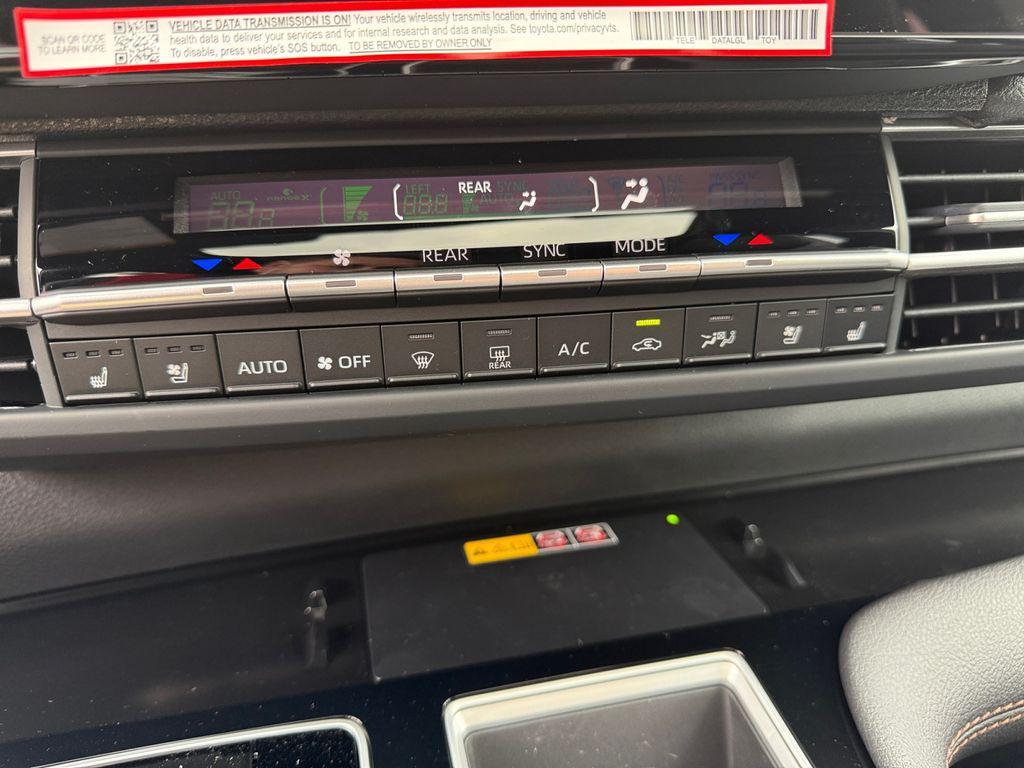 SCAN OR CODE
TO LEARN MORE
VEHICLE DATA TRANSMISSION IS ON! Your vehicle wirelessly transmits location, driving and vehicle
health data to deliver your services and for internal research and data analysis. See toyota.com/privacyvts.
To disable, press vehicle's SOS button. TO BE REMOVED BY OWNER ONLY
TELE DATALGL TOY
AUTO nanoe X LEFT REAR SYNC
AUTO
REAR SYNC MODE
AUTO OFF REAR A/C